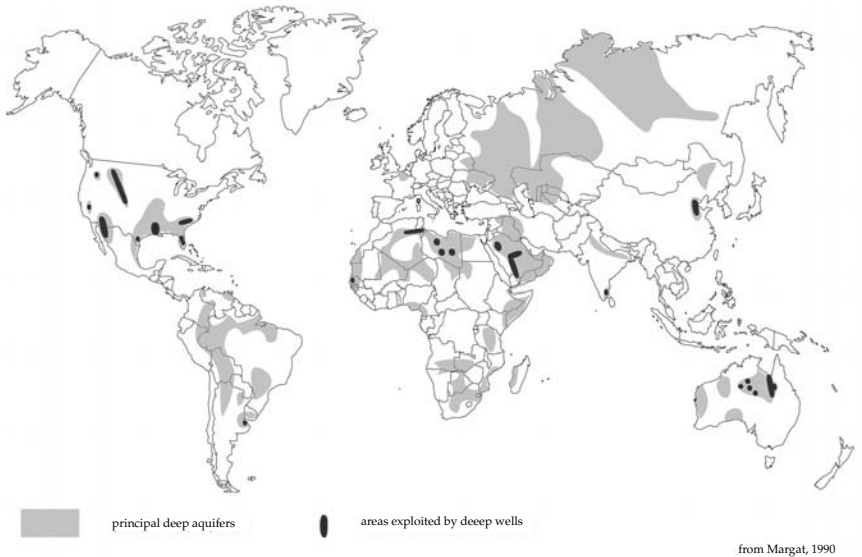 principal deep aquifers
areas exploited by deeep wells
from Margat, 1990